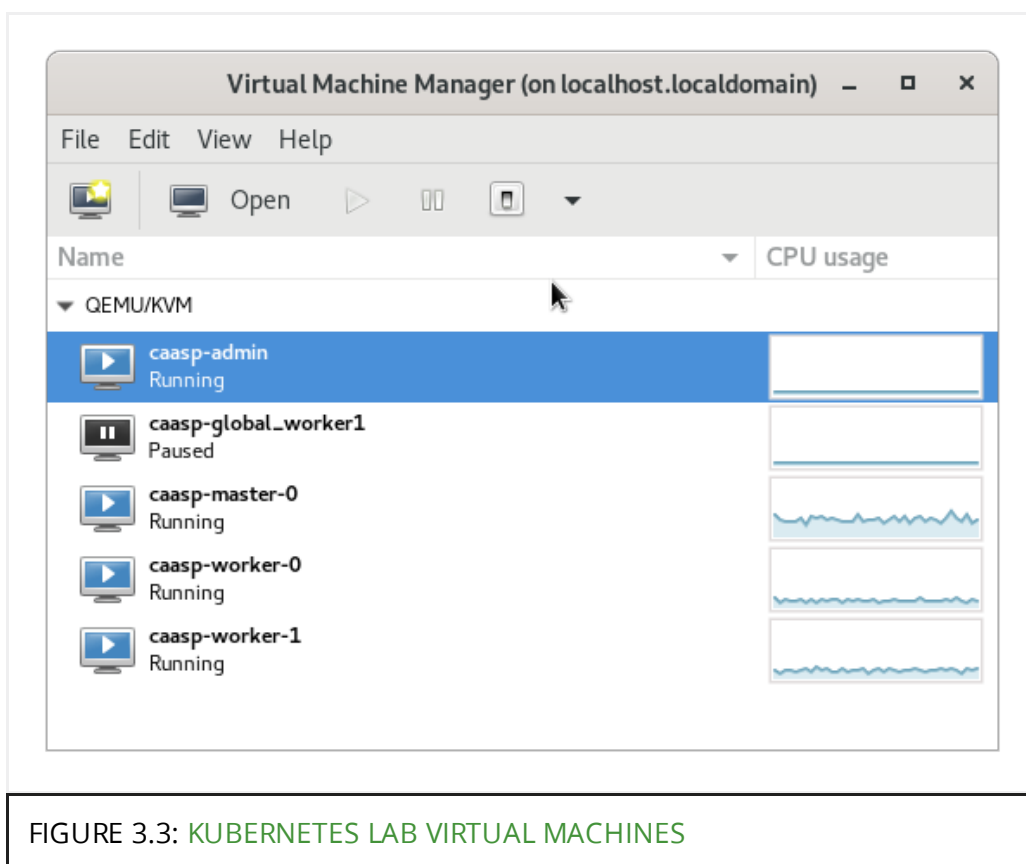 Virtual Machine Manager (on localhost.localdomain)
File Edit View Help
Open
Name CPU usage
QEMU/KVM
caasp-admin
Running
caasp-global_worker1
Paused
caasp-master-0
Running
caasp-worker-0
Running
caasp-worker-1
Running
FIGURE 3.3: KUBERNETES LAB VIRTUAL MACHINES